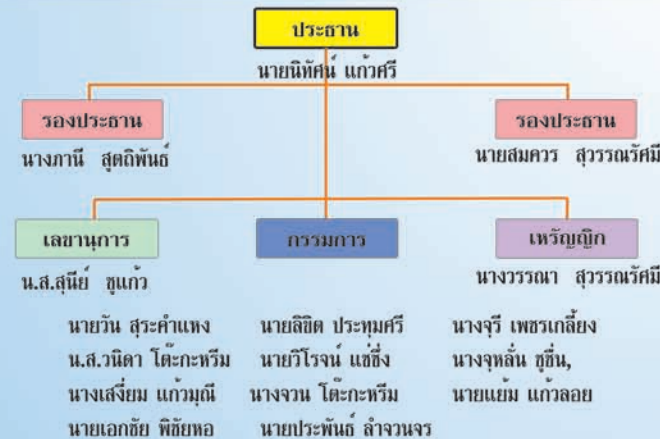 ประธาน
นายนิทัศน์ แก้วศรี
รองประธาน รองประธาน
นางภานี สุตถิพันธ์ นายสมควร สุวรรณรัศมี
เลขานุการ กรรมการ เหรัญญิก
น.ส.สุนีย์ ชูแก้ว นางวรรณา สุวรรณรัศมี
นายวัน สุระคำแหง นายลิขิต ประทุมศรี นางจุรี เพชรเกลี้ยง
น.ส.วนิดา โต๊ะกะหรีม นายวิโรจน์ แซ่ซึ่ง นางจุหลั่น ชูชื่น,
นางเสงี่ยม แก้วมุณี นางจวน โต๊ะกะหรีม นายแย้ม แก้วลอย
นายเอกชัย พิชัยหอ นายประพันธ์ ลำจวนจร